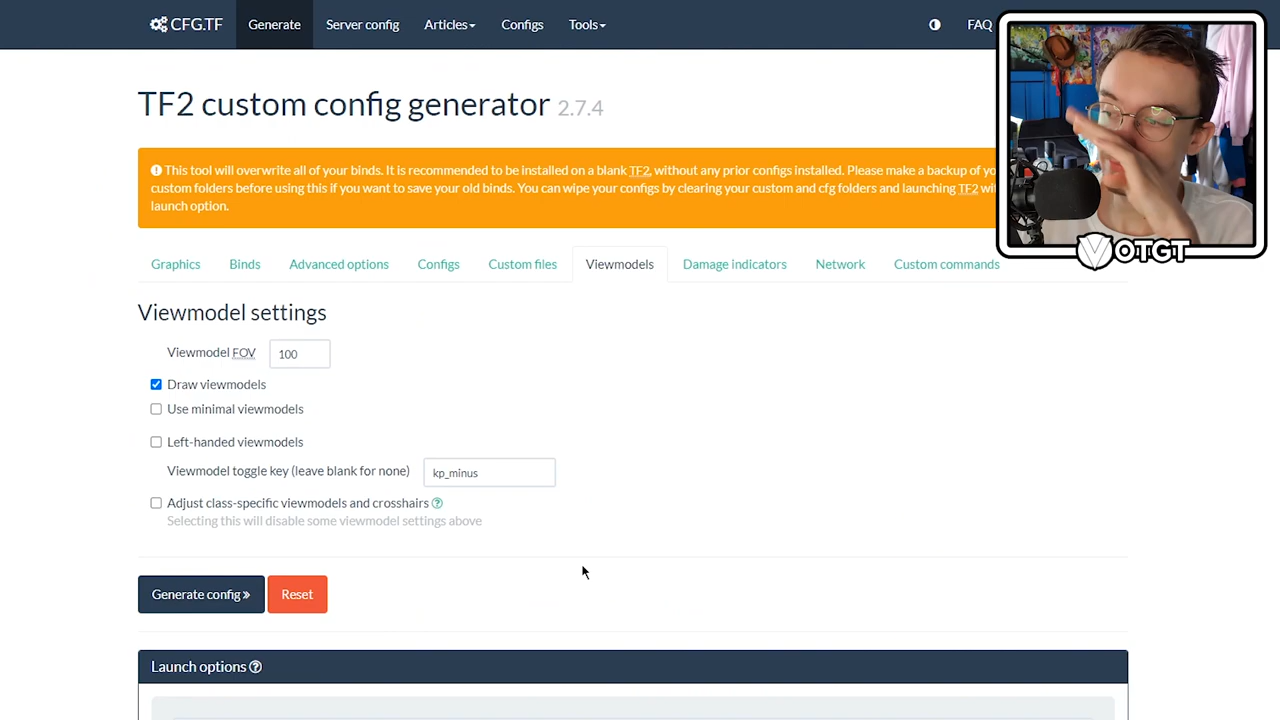 CFG.TF Generate Server config Articles Configs Tools FAQ
TF2 custom config generator 2.7.4
This tool will overwrite all of your binds. It is recommended to be installed on a blank TF2, without any prior configs installed. Please make a backup of
custom folders before using this if you want to save your old binds. You can wipe your configs by clearing your custom and cfg folders and launching TF2
launch option.
Graphics Binds Advanced options Configs Custom files Viewmodels Damage indicators Network Custom commands
Viewmodel settings
Viewmodel FOV 100
Draw viewmodels
Use minimal viewmodels
Left-handed viewmodels
Viewmodel toggle key (leave blank for none) kp_minus
Adjust class-specific viewmodels and crosshairs ?
Selecting this will disable some viewmodel settings above
Generate config » Reset
Launch options ?
VOTGT